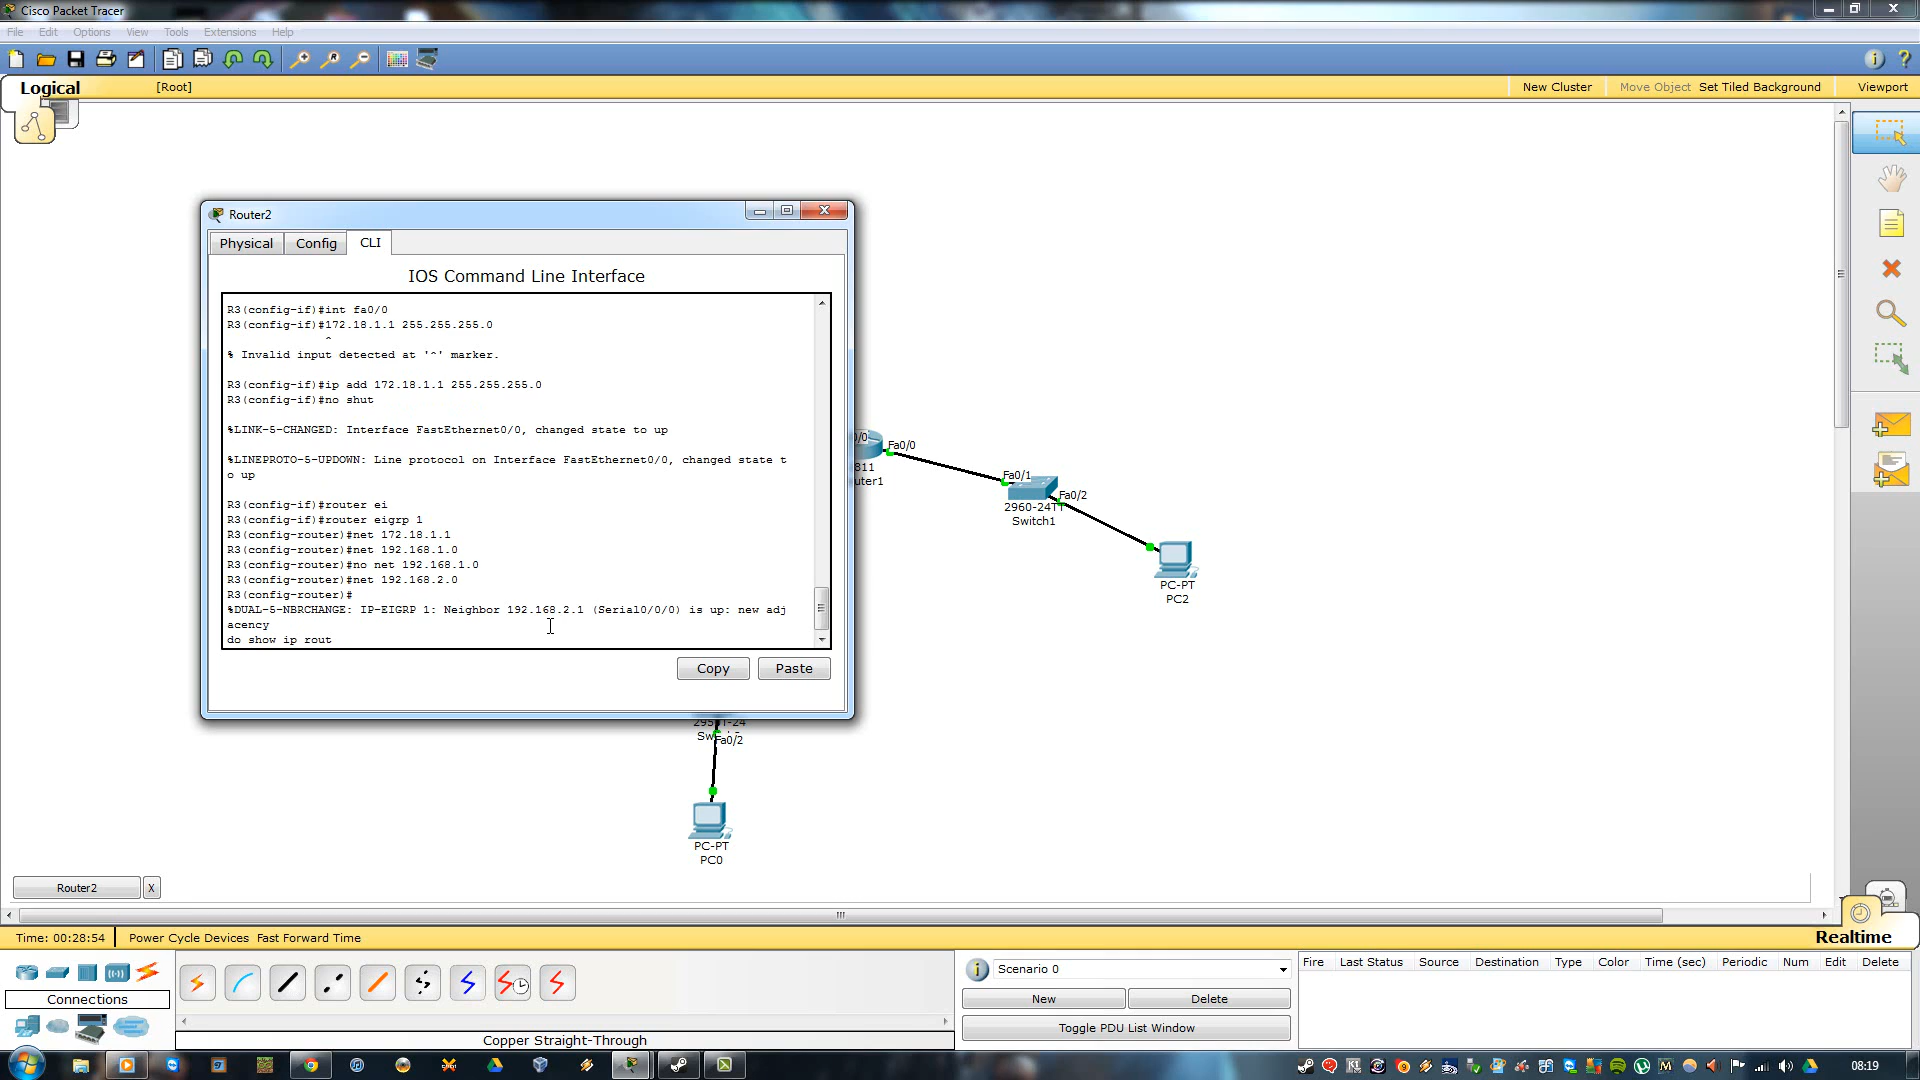 Cisco Packet Tracer
File Edit Options View Tools Extensions Help
Logical
[Root]
New Cluster
Move Object
Set Tiled Background
Viewport
Router2
Physical
Config
CLI
IOS Command Line Interface
R3(config-if)#int fa0/0
R3(config-if)#172.18.1.1 255.255.255.0
^
% Invalid input detected at '^' marker.
R3(config-if)#ip add 172.18.1.1 255.255.255.0
R3(config-if)#no shut
%LINK-5-CHANGED: Interface FastEthernet0/0, changed state to up
%LINEPROTO-5-UPDOWN: Line protocol on Interface FastEthernet0/0, changed state t
o up
R3(config-if)#router ei
R3(config-if)#router eigrp 1
R3(config-router)#net 172.18.1.1
R3(config-router)#net 192.168.1.0
R3(config-router)#no net 192.168.1.0
R3(config-router)#net 192.168.2.0
R3(config-router)#
%DUAL-5-NBRCHANGE: IP-EIGRP 1: Neighbor 192.168.2.1 (Serial0/0/0) is up: new adj
acency
do show ip rout
Copy
Paste
/0
Fa0/0
811
uter1
Fa0/1
2960-24TT
Switch1
Fa0/2
PC-PT
PC2
Fa0/2
PC-PT
PC0
Router2
X
Time: 00:28:54
Power Cycle Devices Fast Forward Time
Realtime
Connections
Copper Straight-Through
Scenario 0
New
Delete
Toggle PDU List Window
Fire Last Status Source Destination Type Color Time (sec) Periodic Num Edit Delete
08:19